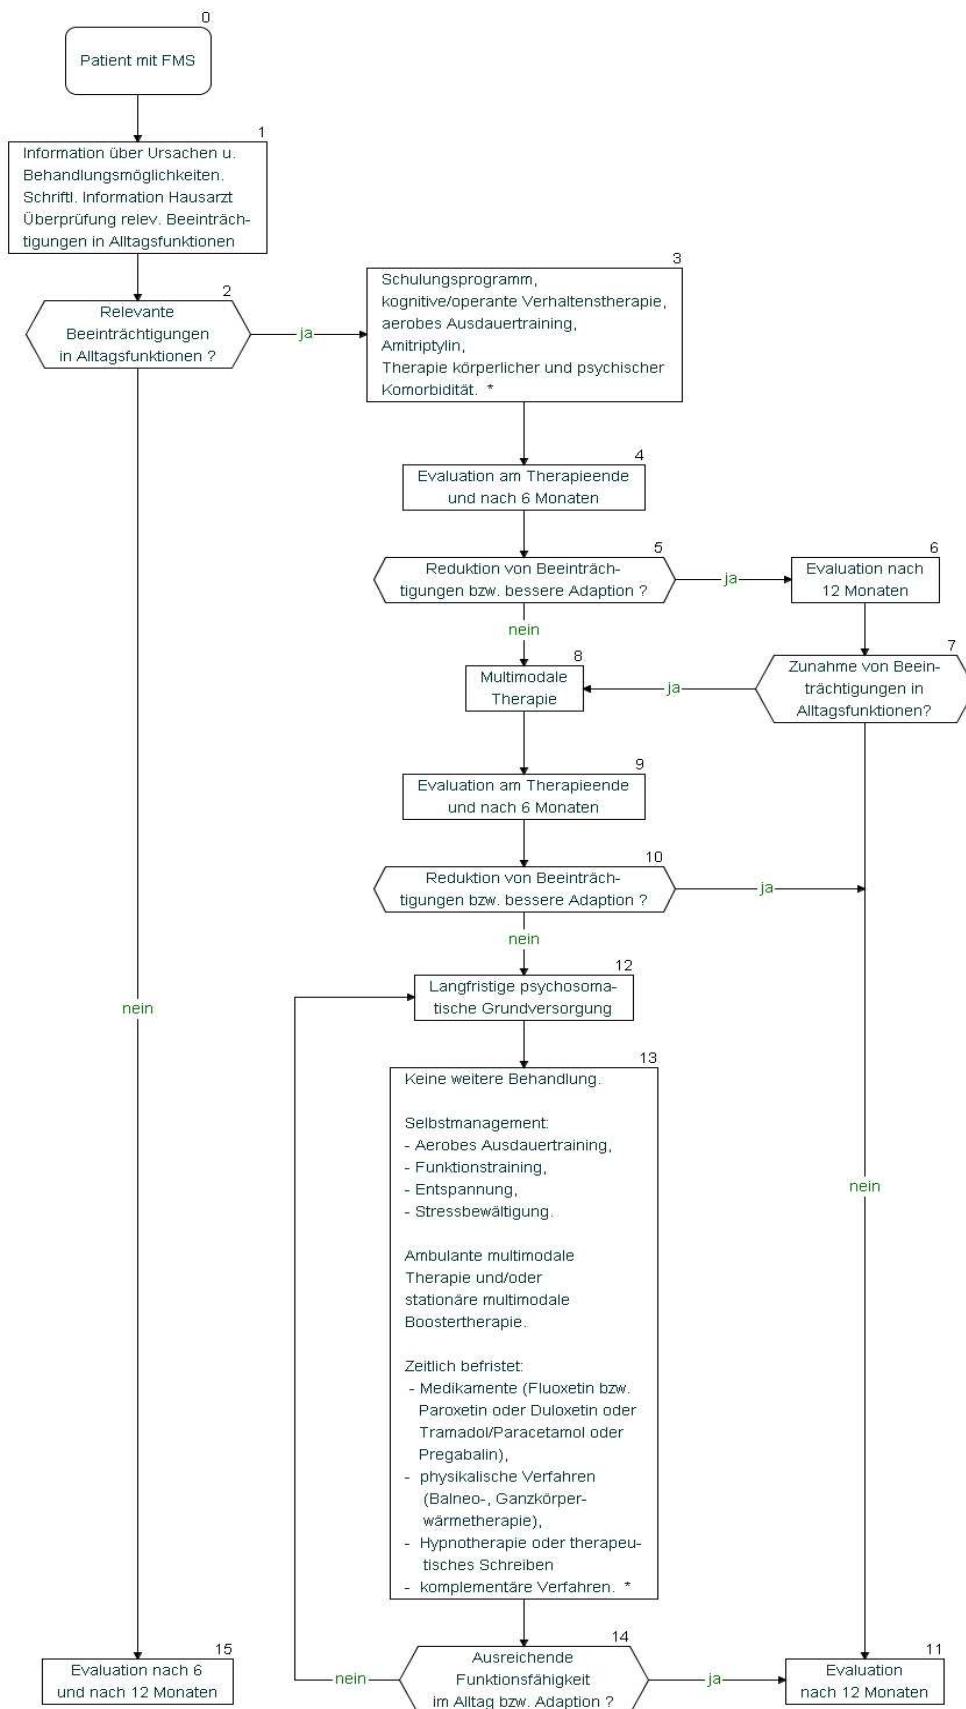 0
Patient mit FMS
1
Information über Ursachen u.
Behandlungsmöglichkeiten.
Schriftl. Information Hausarzt
Überprüfung relev. Beeinträch-
tigungen in Alltagsfunktionen
2
Relevante
Beeinträchtigungen
in Alltagsfunktionen ?
ja
3
Schulungsprogramm,
kognitive/operante Verhaltenstherapie,
aerobes Ausdauertraining,
Amitriptylin,
Therapie körperlicher und psychischer
Komorbidität. *
4
Evaluation am Therapieende
und nach 6 Monaten
5
Reduktion von Beeinträch-
tigungen bzw. bessere Adaption ?
ja
6
Evaluation nach
12 Monaten
nein
7
Zunahme von Beein-
trächtigungen in
Alltagsfunktionen?
ja
8
Multimodale
Therapie
9
Evaluation am Therapieende
und nach 6 Monaten
10
Reduktion von Beeinträch-
tigungen bzw. bessere Adaption ?
ja
nein
12
Langfristige psychosoma-
tische Grundversorgung
nein
13
Keine weitere Behandlung.
Selbstmanagement:
- Aerobes Ausdauertraining,
- Funktionstraining,
- Entspannung,
- Stressbewältigung.
Ambulante multimodale
Therapie und/oder
stationäre multimodale
Boostertherapie.
Zeitlich befristet:
- Medikamente (Fluoxetin bzw.
Paroxetin oder Duloxetin oder
Tramadol/Paracetamol oder
Pregabalin),
- physikalische Verfahren
(Balneo-, Ganzkörper-
wärmetherapie),
- Hypnotherapie oder therapeu-
tisches Schreiben
- komplementäre Verfahren. *
nein
14
Ausreichende
Funktionsfähigkeit
im Alltag bzw. Adaption ?
nein
ja
11
Evaluation
nach 12 Monaten
15
Evaluation nach 6
und nach 12 Monaten